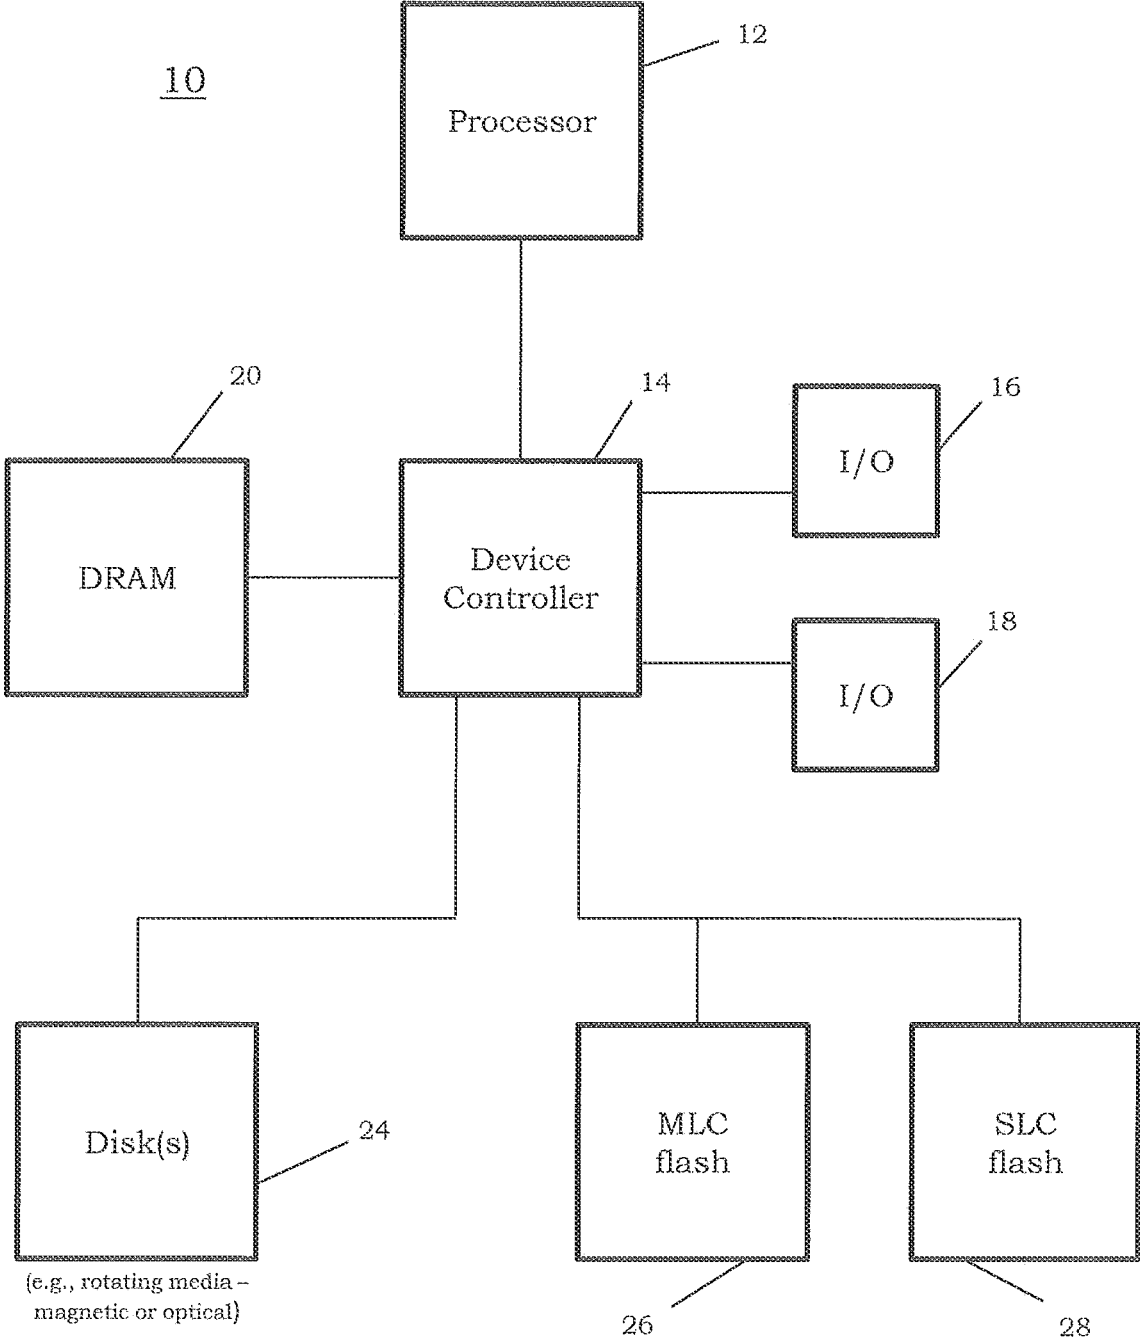 12
10
Processor
20
14
16
I/O
DRAM
Device
Controller
18
I/O
Disk(s)
24
MLC
flash
SLC
flash
(e.g., rotating media –
magnetic or optical)
26
28